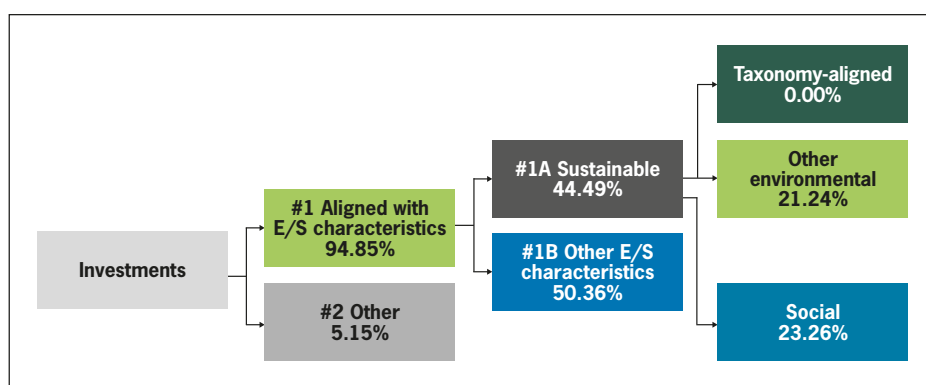 Investments
#1 Aligned with
E/S characteristics
94.85%
#2 Other
5.15%
#1A Sustainable
44.49%
#1B Other E/S
characteristics
50.36%
Taxonomy-aligned
0.00%
Other
environmental
21.24%
Social
23.26%